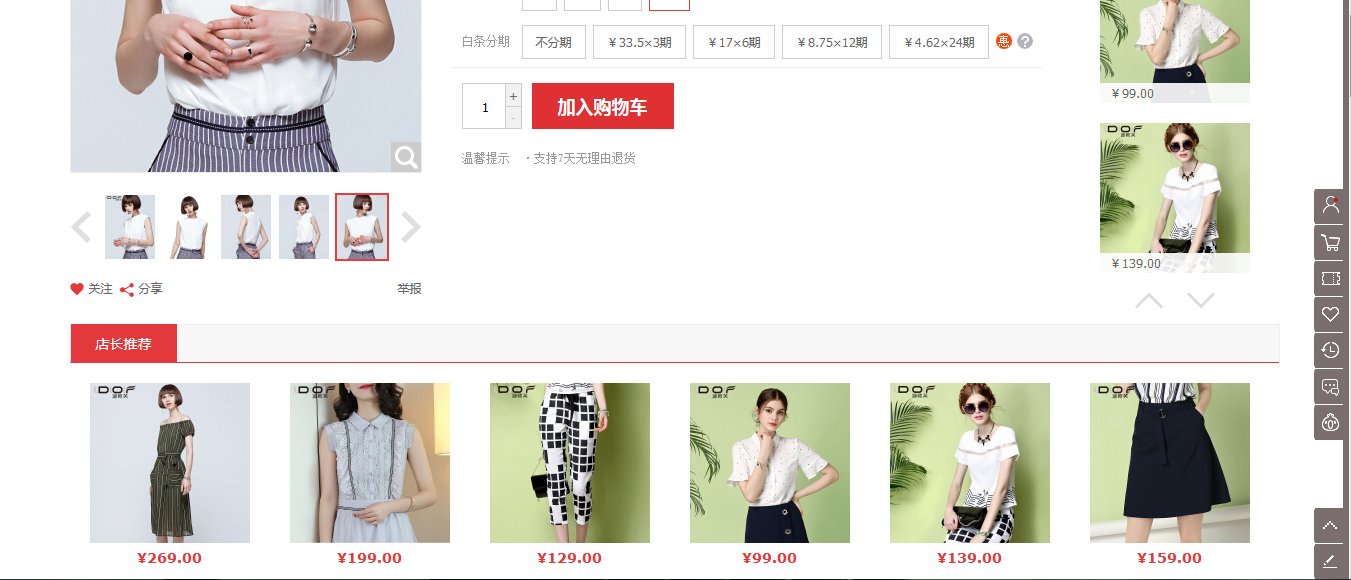 白条分期 不分期 ￥33.5×3期 ￥17×6期 ￥8.75×12期 ￥4.62×24期 惠 ?
1 + -
加入购物车
温馨提示 ·支持7天无理由退货
￥99.00
DOF
￥139.00
关注 分享 举报
店长推荐
DOF
DOF
DOF
DOF
DOF
DOF
¥269.00 ¥199.00 ¥129.00 ¥99.00 ¥139.00 ¥159.00